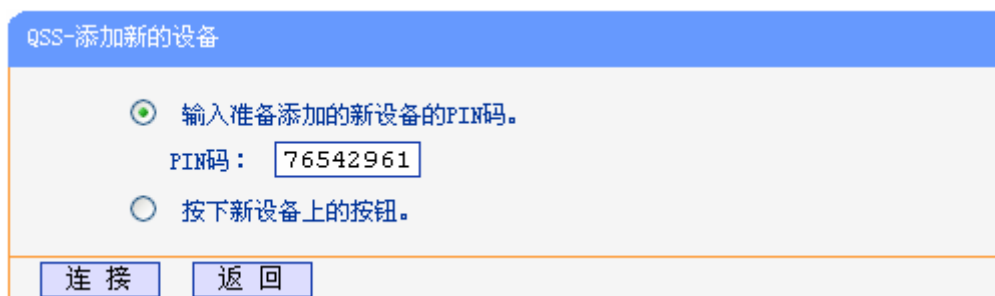 QSS-添加新的设备
输入准备添加的新设备的PIN码。
PIN码： 76542961
按下新设备上的按钮。
连 接 返 回